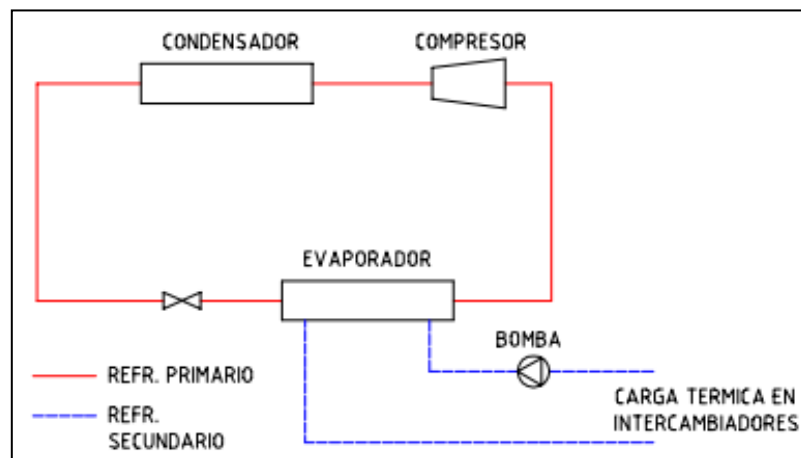 CONDENSADOR
COMPRESOR
EVAPORADOR
BOMBA
REFR. PRIMARIO
REFR.
SECUNDARIO
CARGA TERMICA EN
INTERCAMBIADORES